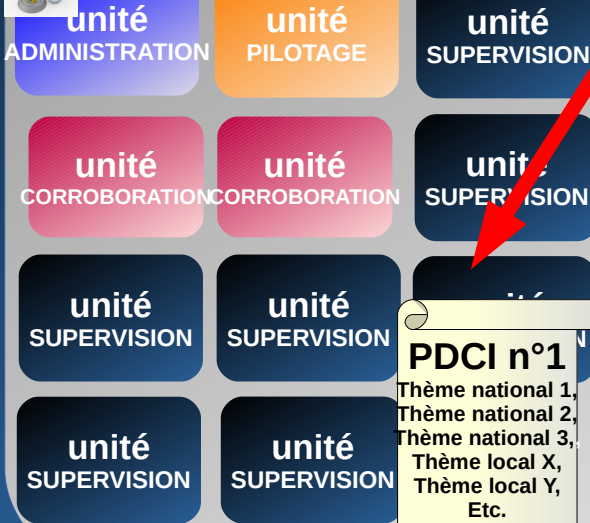 unité
ADMINISTRATION
unité
PILOTAGE
unité
SUPERVISION
unité
CORROBORATION
unité
CORROBORATION
unité
SUPERVISION
unité
SUPERVISION
unité
SUPERVISION
unité
PDCI n°1
Thème national 1,
Thème national 2,
Thème national 3,,
Thème local X,
Thème local Y,
Etc.
unité
SUPERVISION
unité
SUPERVISION